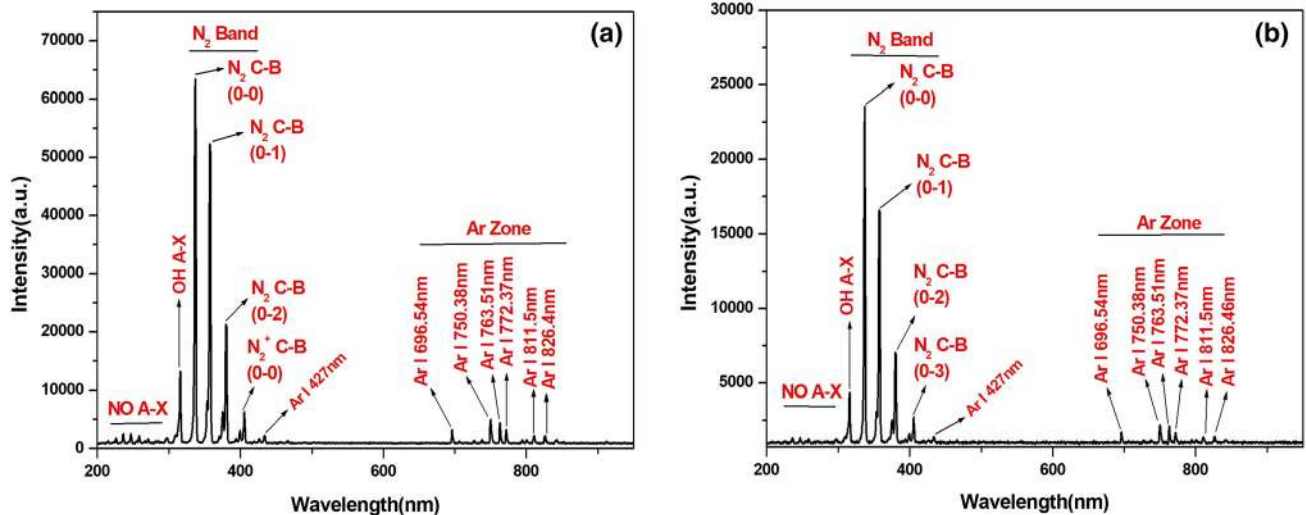 (a)
N₂ Band
N₂ C-B
(0-0)
N₂ C-B
(0-1)
OH A-X
N₂ C-B
(0-2)
N₂⁺ C-B
(0-0)
Ar I 427nm
NO A-X
Ar Zone
Ar I 696.54nm
Ar I 750.38nm
Ar I 763.51nm
Ar I 772.37nm
Ar I 811.5nm
Ar I 826.4nm
Intensity(a.u.)
70000
60000
50000
40000
30000
20000
10000
0
200
400
600
800
Wavelength(nm)
(b)
N₂ Band
N₂ C-B
(0-0)
N₂ C-B
(0-1)
OH A-X
N₂ C-B
(0-2)
N₂ C-B
(0-3)
Ar I 427nm
NO A-X
Ar Zone
Ar I 696.54nm
Ar I 750.38nm
Ar I 763.51nm
Ar I 772.37nm
Ar I 811.5nm
Ar I 826.46nm
Intensity(a.u.)
30000
25000
20000
15000
10000
5000
200
400
600
800
Wavelength(nm)